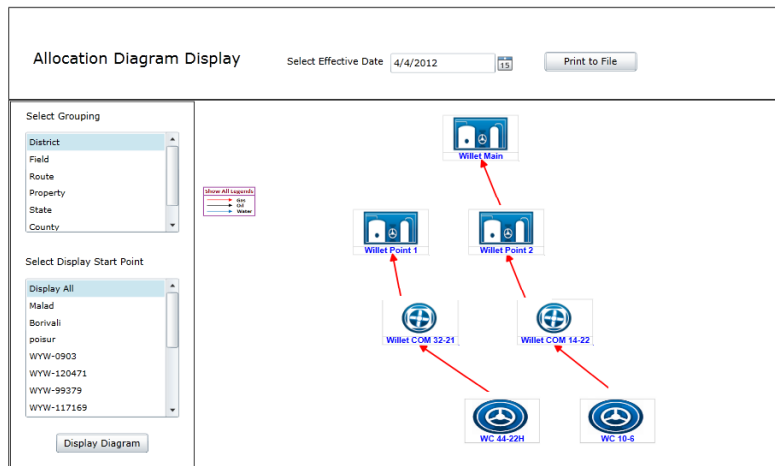 Allocation Diagram Display
Select Effective Date 4/4/2012 15 Print to File
Select Grouping
District
Field
Route
Property
State
County
Select Display Start Point
Display All
Malad
Borivali
poisur
WYW-0903
WYW-120471
WYW-99379
WYW-117169
Display Diagram
Show All Legends
Gas
Oil
Water
Willet Main
Willet Point 1
Willet Point 2
Willet COM 32-21
Willet COM 14-22
WC 44-22H
WC 10-6